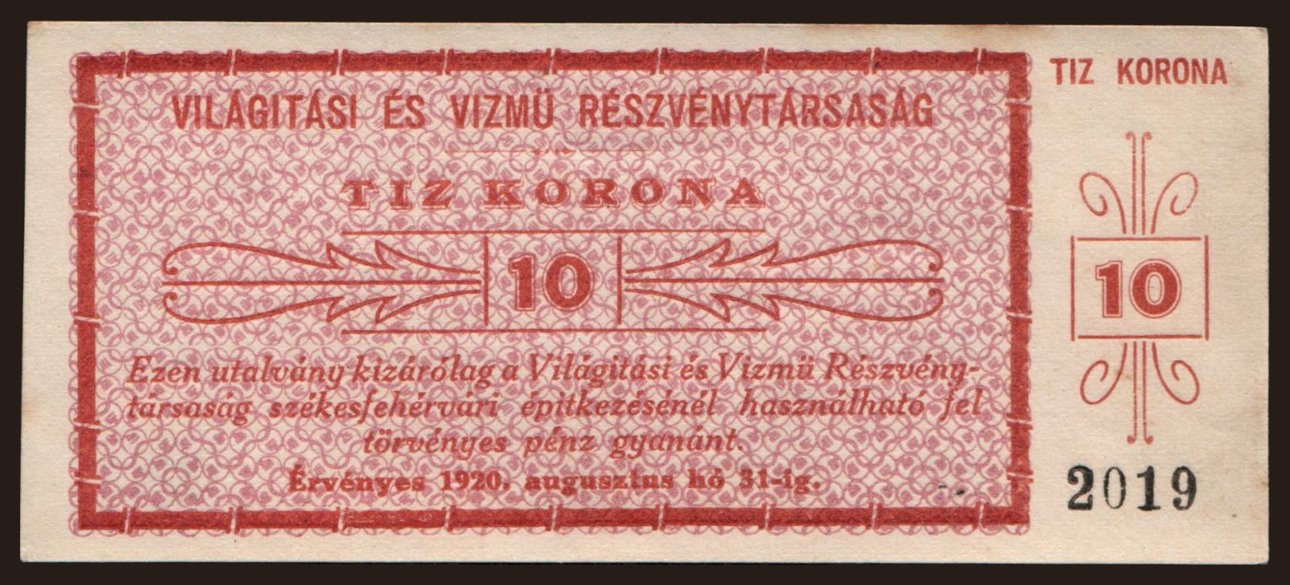 VILÁGITÁSI ÉS VIZMÜ RÉSZVÉNYTÁRSASÁG
TIZ KORONA
10
Ezen utalvány kizárólag a Világitási és Vizmü Részvény-
társaság székesfehérvári épitkezésénél használható fel
törvényes pénz gyanánt.
Érvényes 1920. augusztus hó 31-ig.
TIZ KORONA
10
2019